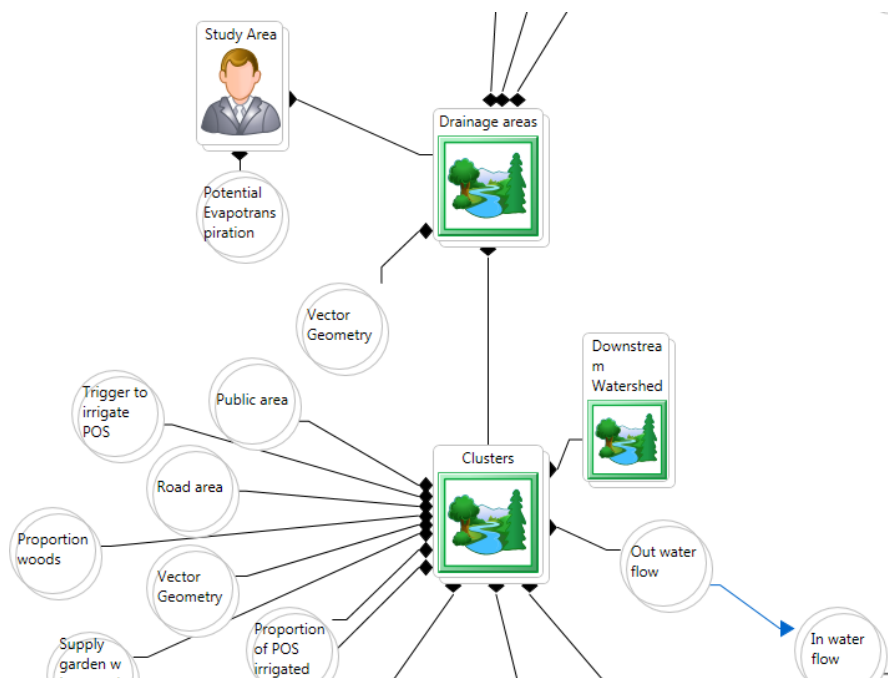 Study Area
Drainage areas
Potential
Evapotrans
piration
Vector
Geometry
Downstrea
m
Watershed
Trigger to
irrigate
POS
Public area
Clusters
Road area
Proportion
woods
Out water
flow
Vector
Geometry
Proportion
of POS
irrigated
Supply
garden w
In water
flow